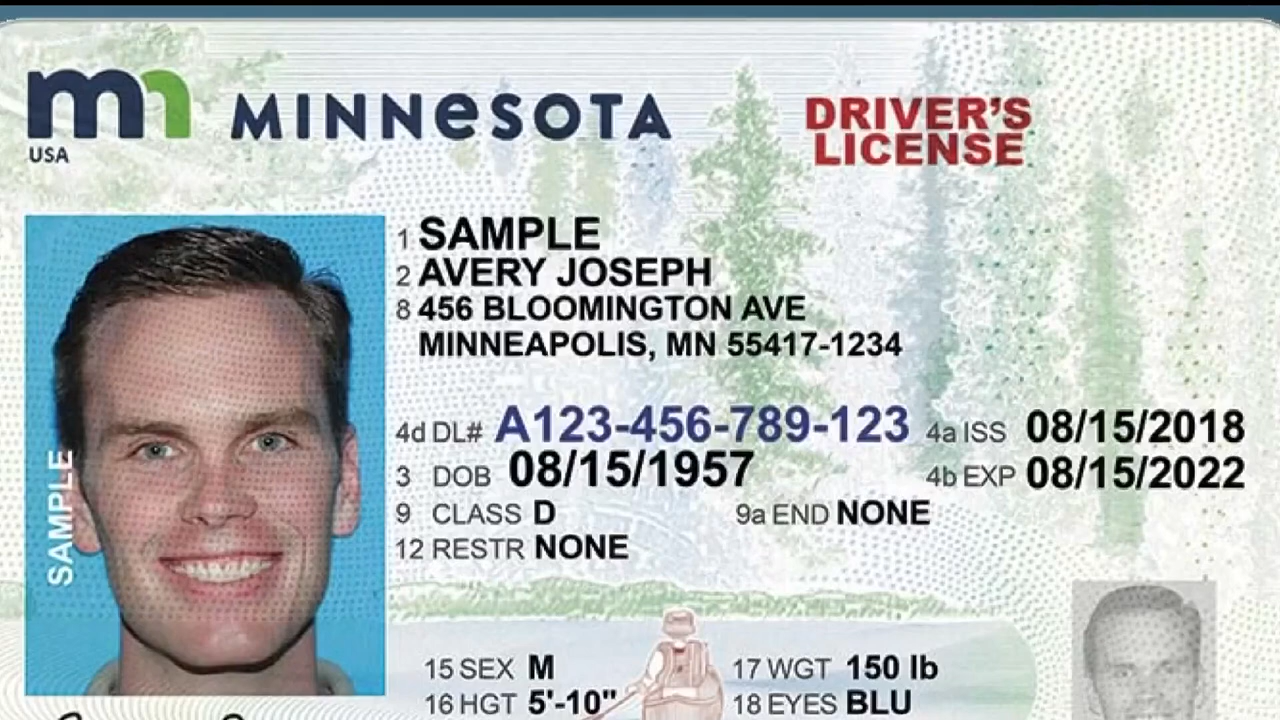 mn MINNESOTA
USA
DRIVER'S
LICENSE
1 SAMPLE
2 AVERY JOSEPH
8 456 BLOOMINGTON AVE
MINNEAPOLIS, MN 55417-1234
4d DL# A123-456-789-123 4a ISS 08/15/2018
3 DOB 08/15/1957 4b EXP 08/15/2022
9 CLASS D 9a END NONE
12 RESTR NONE
SAMPLE
15 SEX M 17 WGT 150 lb
16 HGT 5'-10" 18 EYES BLU